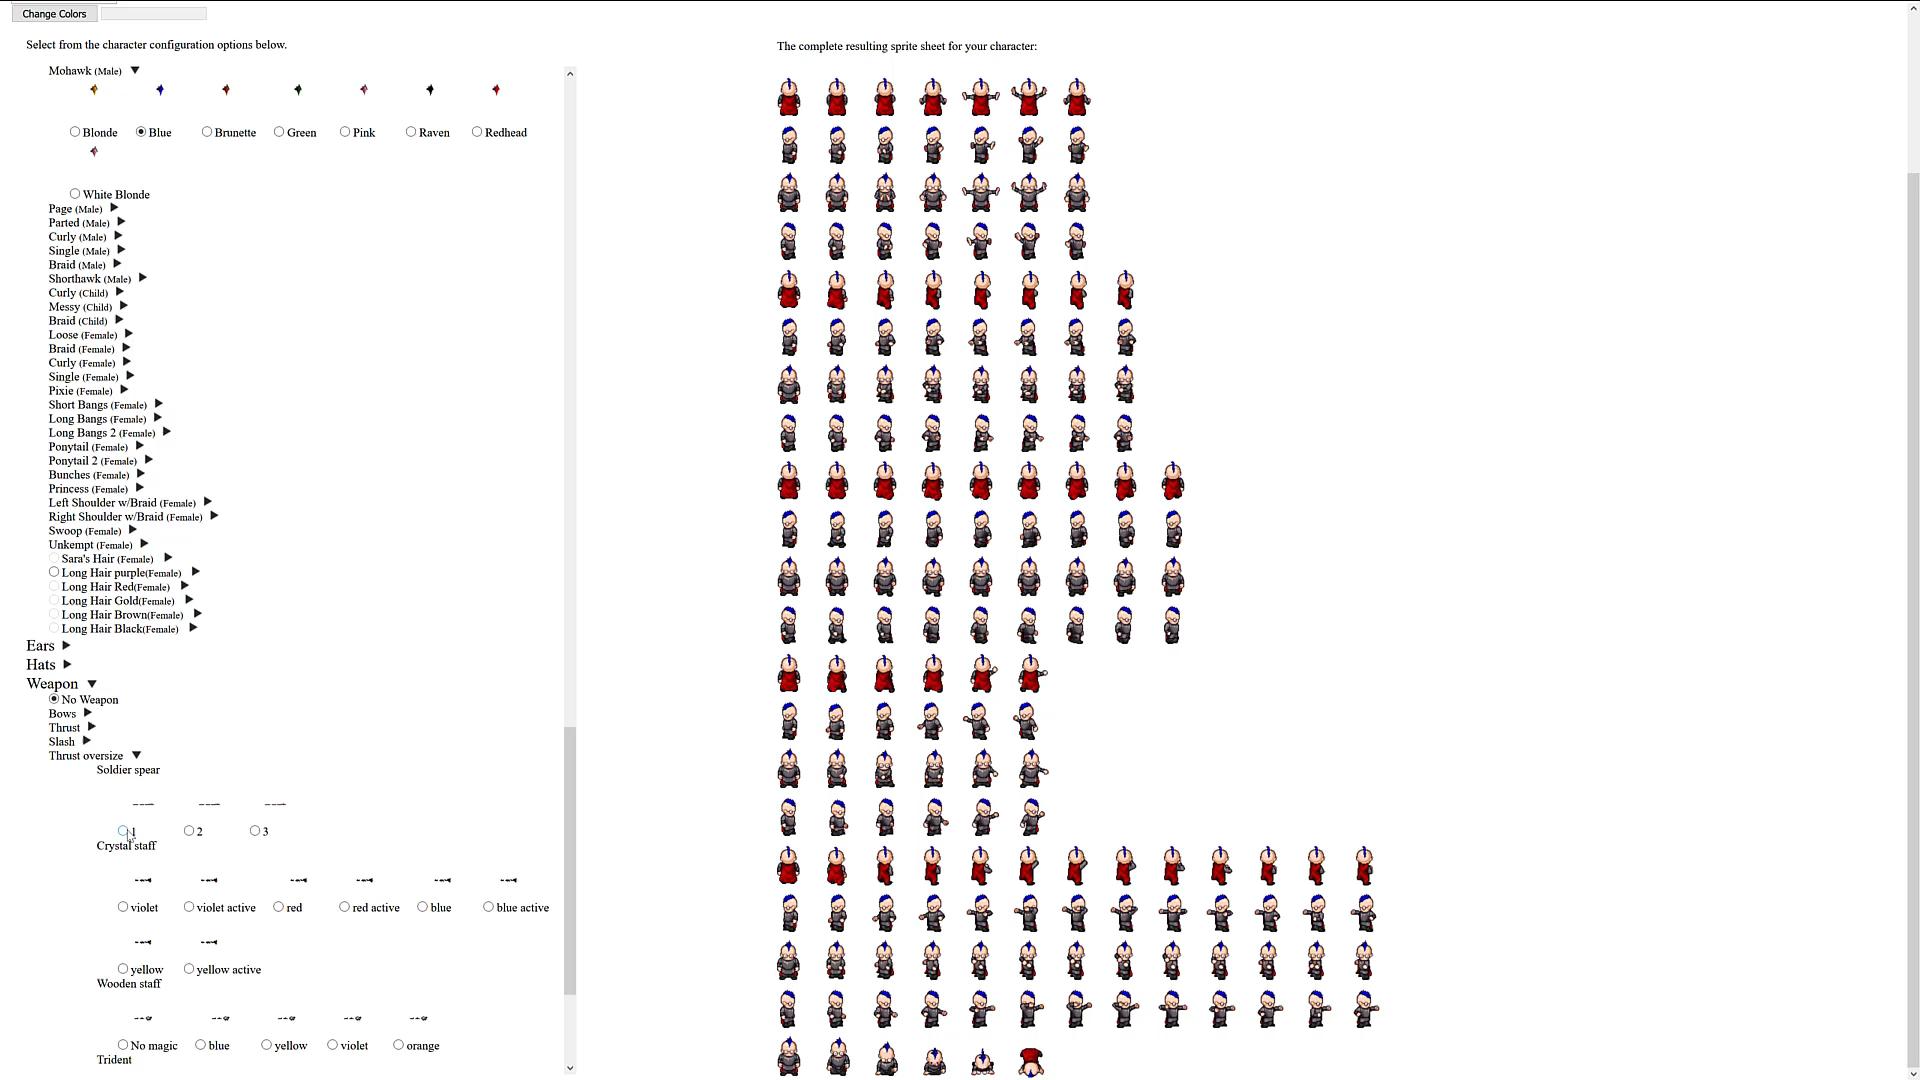 Change Colors
Select from the character configuration options below.
The complete resulting sprite sheet for your character:
Mohawk (Male)
Blonde Blue Brunette Green Pink Raven Redhead
White Blonde
Page (Male)
Parted (Male)
Curly (Male)
Single (Male)
Braid (Male)
Shorthawk (Male)
Curly (Child)
Messy (Child)
Braid (Child)
Loose (Female)
Braid (Female)
Curly (Female)
Single (Female)
Pixie (Female)
Short Bangs (Female)
Long Bangs (Female)
Long Bangs 2 (Female)
Ponytail (Female)
Ponytail 2 (Female)
Bunches (Female)
Princess (Female)
Left Shoulder w/Braid (Female)
Right Shoulder w/Braid (Female)
Swoop (Female)
Unkempt (Female)
Sara's Hair (Female)
Long Hair purple(Female)
Long Hair Red(Female)
Long Hair Gold(Female)
Long Hair Brown(Female)
Long Hair Black(Female)
Ears
Hats
Weapon
No Weapon
Bows
Thrust
Slash
Thrust oversize
Soldier spear
1 2 3
Crystal staff
violet violet active red red active blue blue active
yellow yellow active
Wooden staff
No magic blue yellow violet orange
Trident